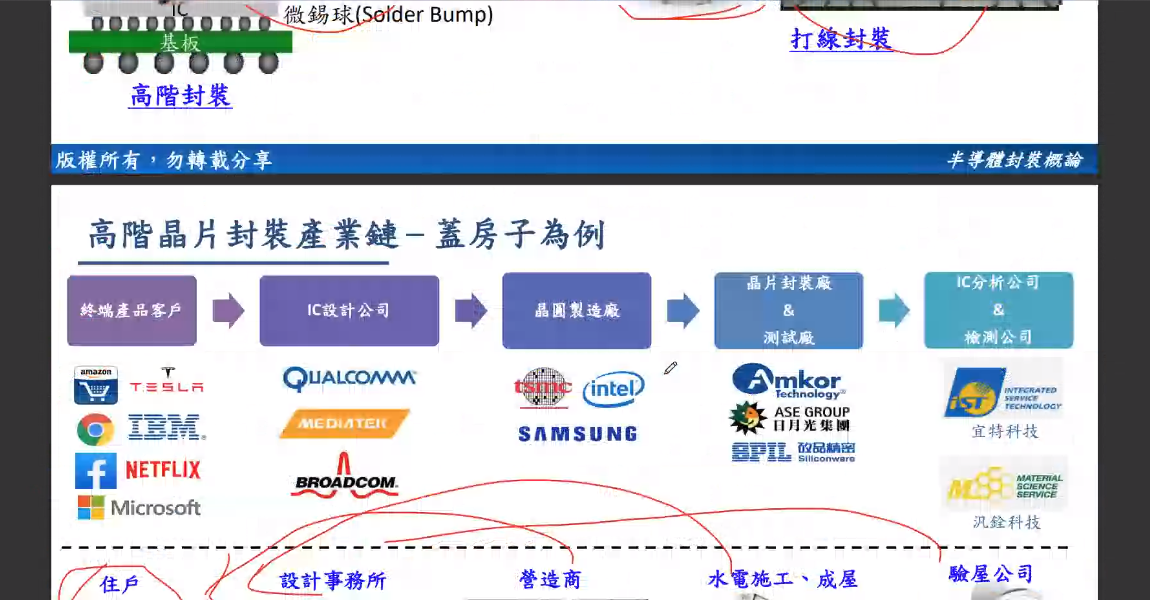 IC
微錫球(Solder Bump)
基板
高階封裝
打線封裝
版權所有，勿轉載分享
半導體封裝概論
高階晶片封裝產業鏈－蓋房子為例
終端產品客戶
IC設計公司
晶圓製造廠
晶片封裝廠
&
測試廠
IC分析公司
&
檢測公司
amazon
TESLA
IBM
NETFLIX
Microsoft
QUALCOMM
MEDIATEK
BROADCOM
tsmc
intel
SAMSUNG
Amkor
Technology
ASE GROUP
日月光集團
SPIL 矽品精密
Siliconware
iST
INTEGRATED
SERVICE
TECHNOLOGY
宜特科技
MATERIAL
SCIENCE
SERVICE
汎銓科技
住戶
設計事務所
營造商
水電施工、成屋
驗屋公司